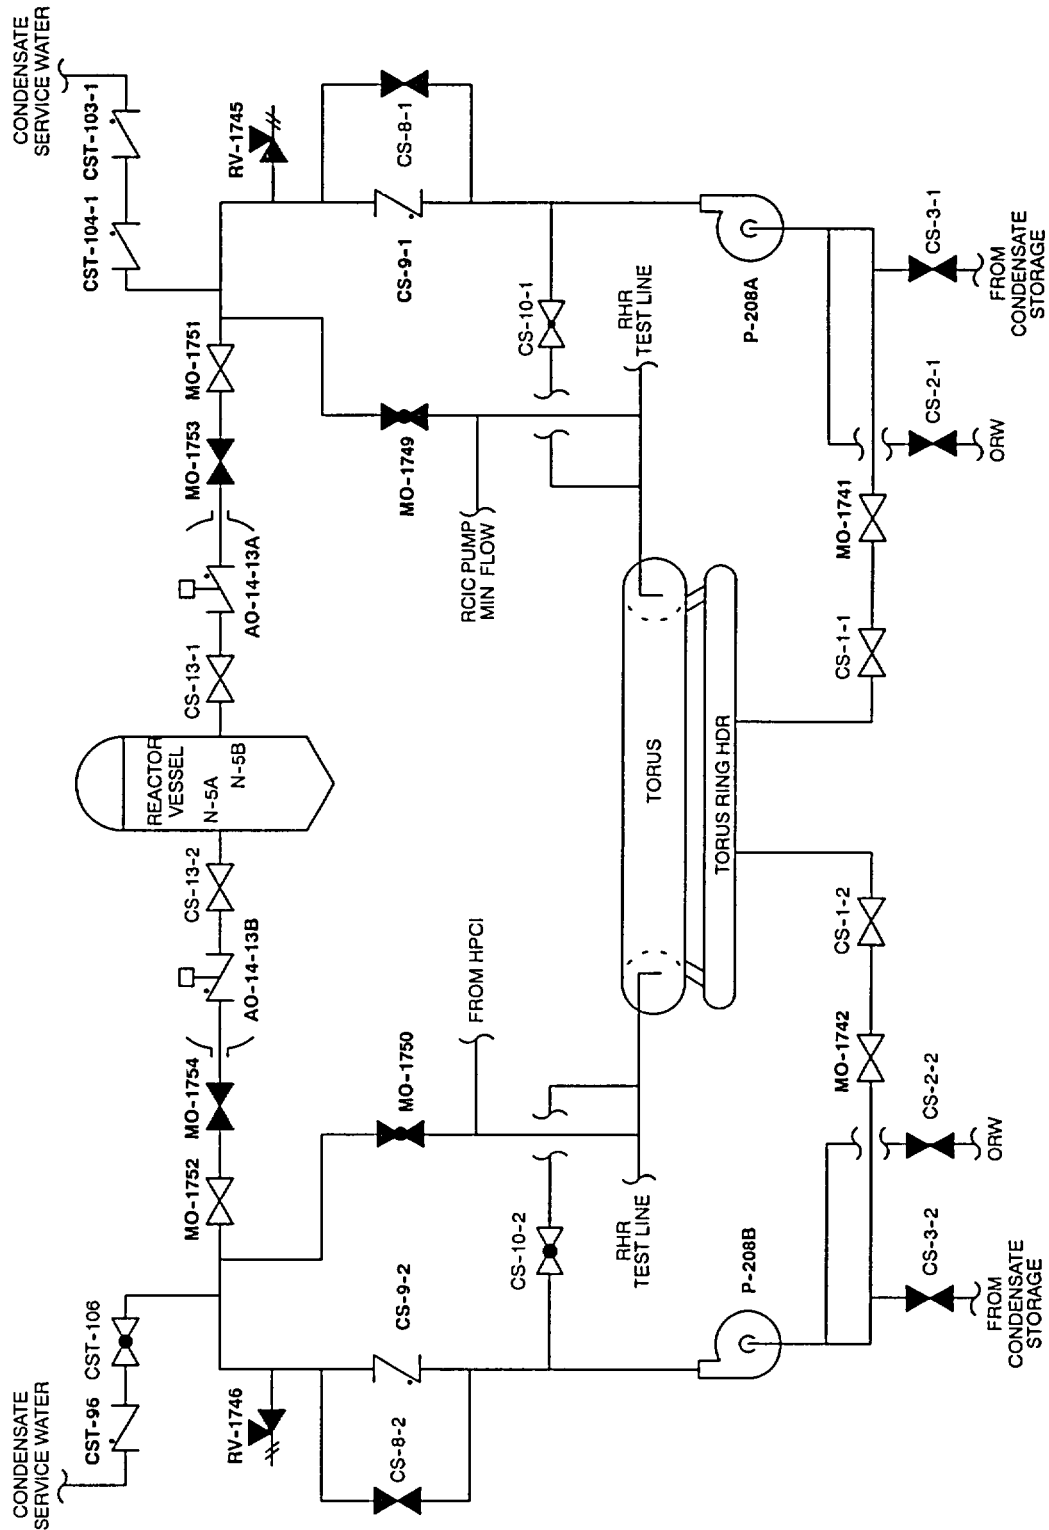 CONDENSATE
SERVICE WATER
CST-96
CST-106
RV-1746
CS-8-2
CS-9-2
MO-1752
MO-1754
AO-14-13B
CS-13-2
REACTOR
VESSEL
N-5A
N-5B
CS-13-1
AO-14-13A
MO-1753
MO-1751
CST-104-1
CST-103-1
CONDENSATE
SERVICE WATER
RV-1745
CS-8-1
CS-9-1
MO-1750
FROM HPCI
RCIC PUMP
MIN FLOW
MO-1749
CS-10-2
RHR
TEST LINE
CS-10-1
RHR
TEST LINE
TORUS
TORUS RING HDR
P-208B
P-208A
MO-1742
CS-1-2
CS-1-1
MO-1741
CS-3-2
FROM
CONDENSATE
STORAGE
CS-2-2
ORW
CS-2-1
ORW
CS-3-1
FROM
CONDENSATE
STORAGE